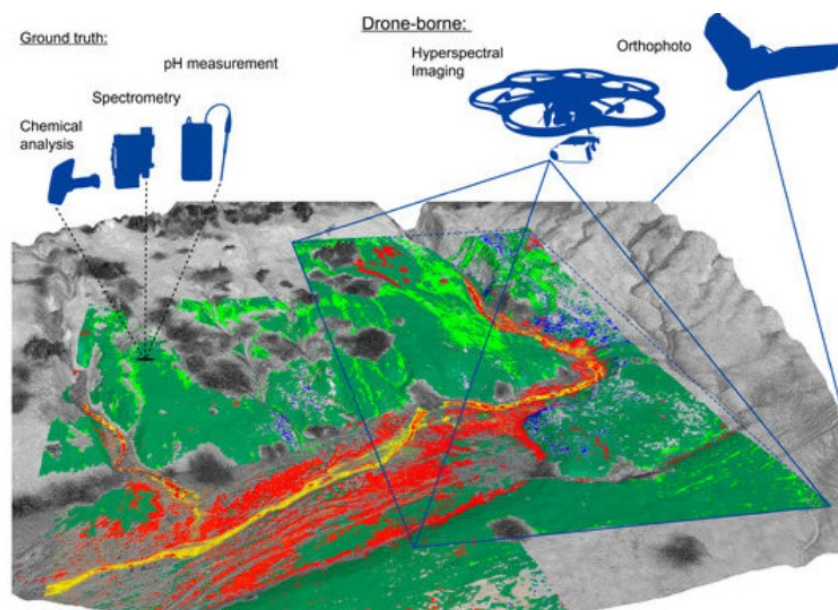 Ground truth:
pH measurement
Spectrometry
Chemical
analysis
Drone-borne:
Hyperspectral
Imaging
Orthophoto